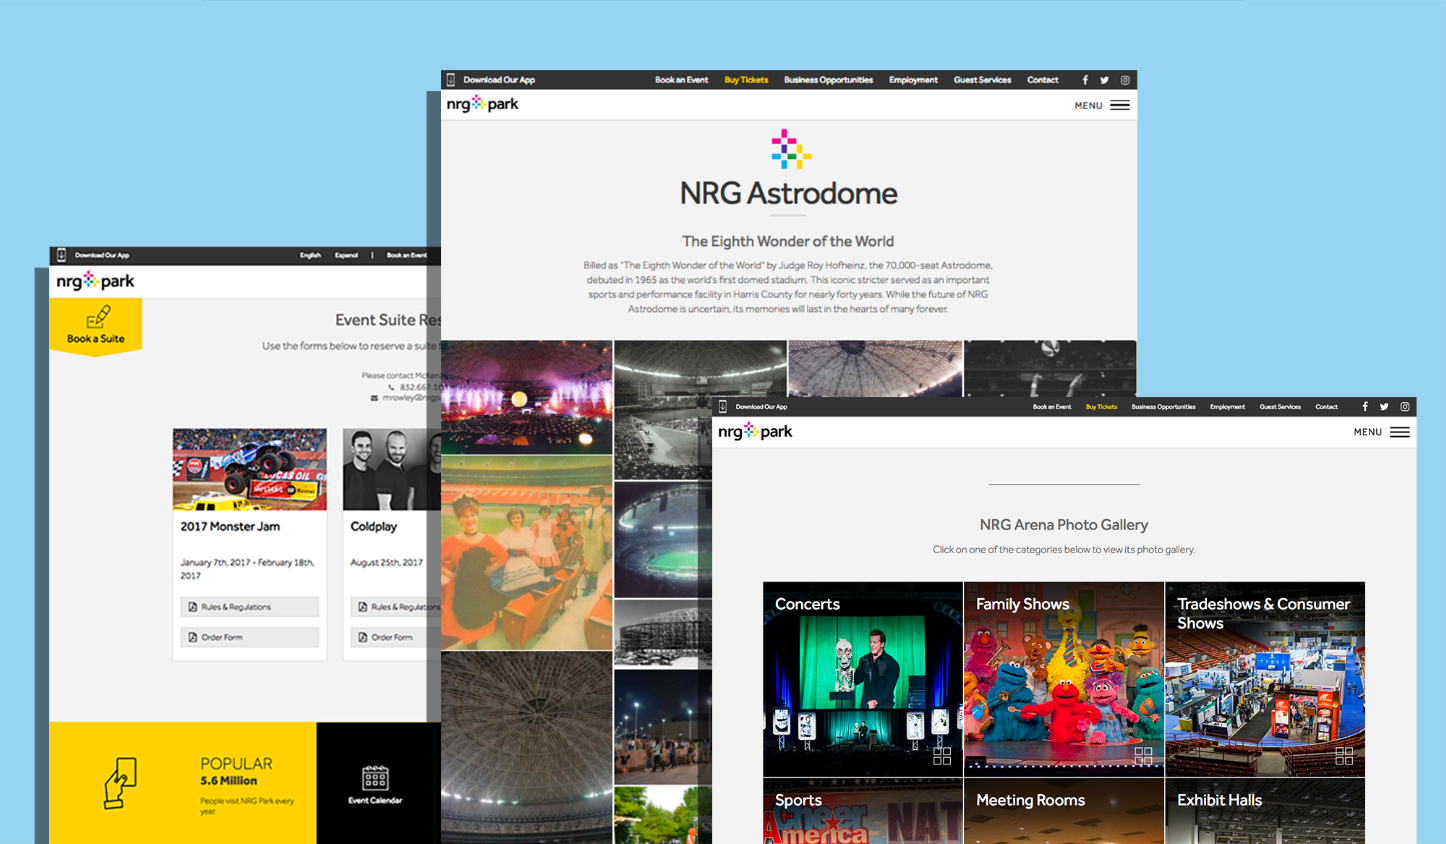 Download Our App
Book an Event
Buy Tickets
Business Opportunities
Employment
Guest Services
Contact
nrg park
MENU
NRG Astrodome
The Eighth Wonder of the World
Billed as "The Eighth Wonder of the World" by Judge Roy Hofheinz, the 70,000-seat Astrodome,
debuted in 1965 as the world's first domed stadium. This iconic stricter served as an important
sports and performance facility in Harris County for nearly forty years. While the future of NRG
Astrodome is uncertain, its memories will last in the hearts of many forever.
Download Our App
English
Espanol
|
Book an Event
nrg park
Book a Suite
Event Suite Res
Use the forms below to reserve a suite
Please contact
832.667.
mrowley@nrgp
LUCAS OIL
2017 Monster Jam
January 7th, 2017 - February 18th,
2017
Rules & Regulations
Order Form
Coldplay
August 25th, 2017
Rules & Regulations
Order Form
POPULAR
5.6 Million
People visit NRG Park every
year.
Event Calendar
Download Our App
Book an Event
Buy Tickets
Business Opportunities
Employment
Guest Services
Contact
nrg park
MENU
NRG Arena Photo Gallery
Click on one of the categories below to view its photo gallery.
Concerts
Family Shows
Tradeshows & Consumer
Shows
Sports
Cheer
America
NAT
Meeting Rooms
Exhibit Halls